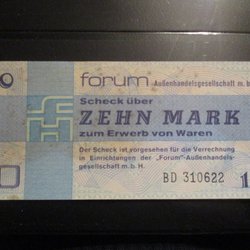 forum Außenhandelsgesellschaft m. b.
Scheck über
ZEHN MARK
zum Erwerb von Waren
Der Scheck ist vorgesehen für die Verrechnung
in Einrichtungen der „Forum"-Außenhandels-
gesellschaft m. b. H.
BD 310622